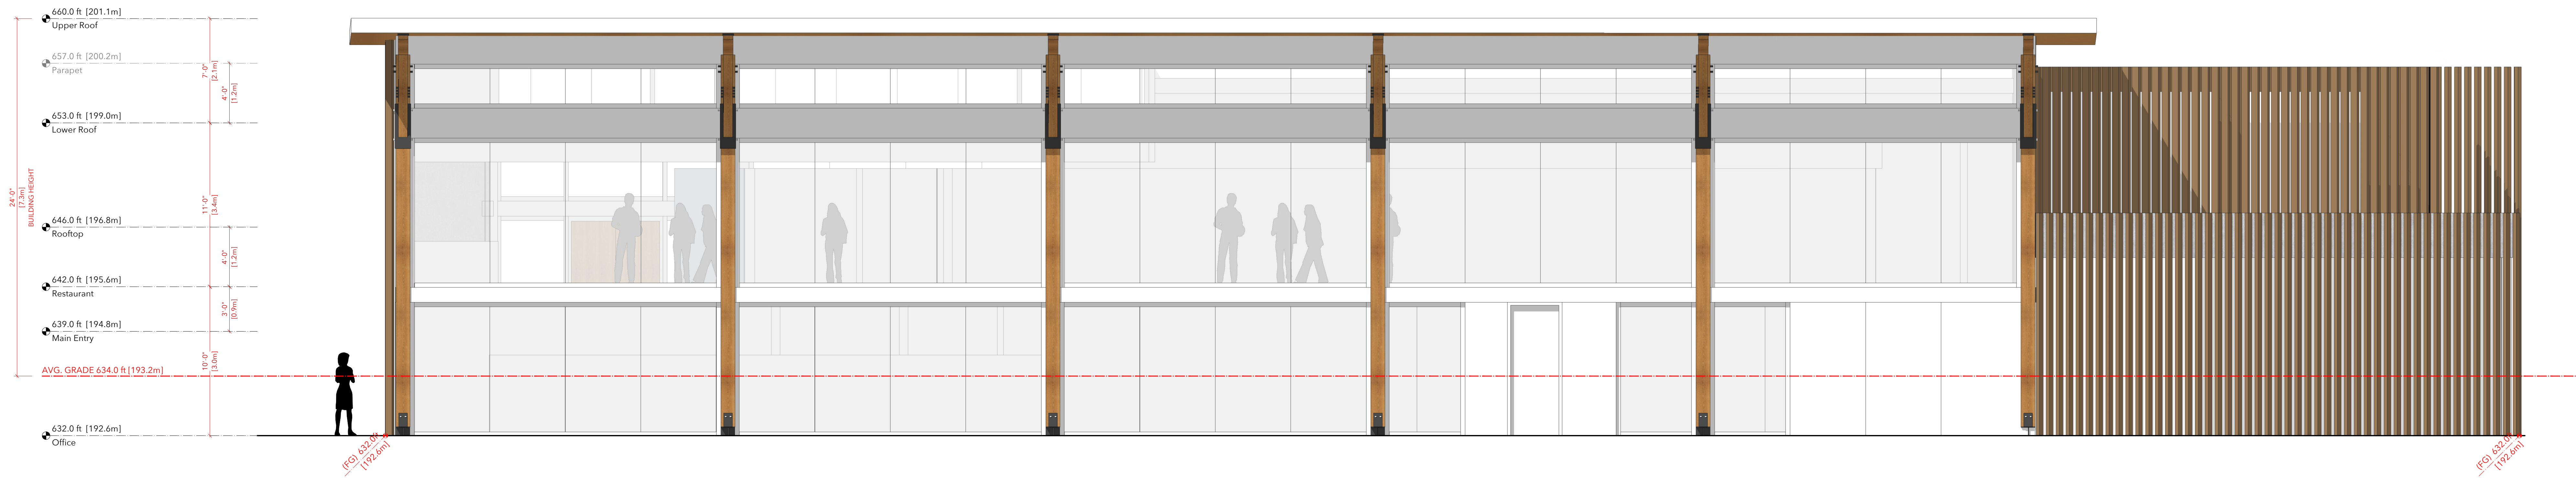 660.0 ft [201.1m]
Upper Roof
657.0 ft [200.2m]
Parapet
7'-0"
[2.1m]
4'-0"
[1.2m]
653.0 ft [199.0m]
Lower Roof
24'-0"
[7.3m]
BUILDING HEIGHT
11'-0"
[3.4m]
646.0 ft [196.8m]
Rooftop
4'-0"
[1.2m]
642.0 ft [195.6m]
Restaurant
3'-0"
[0.9m]
639.0 ft [194.8m]
Main Entry
10'-0"
[3.0m]
AVG. GRADE 634.0 ft [193.2m]
632.0 ft [192.6m]
Office
(FG) 632.0ft
[192.6m]
(FG) 632.0ft
[192.6m]